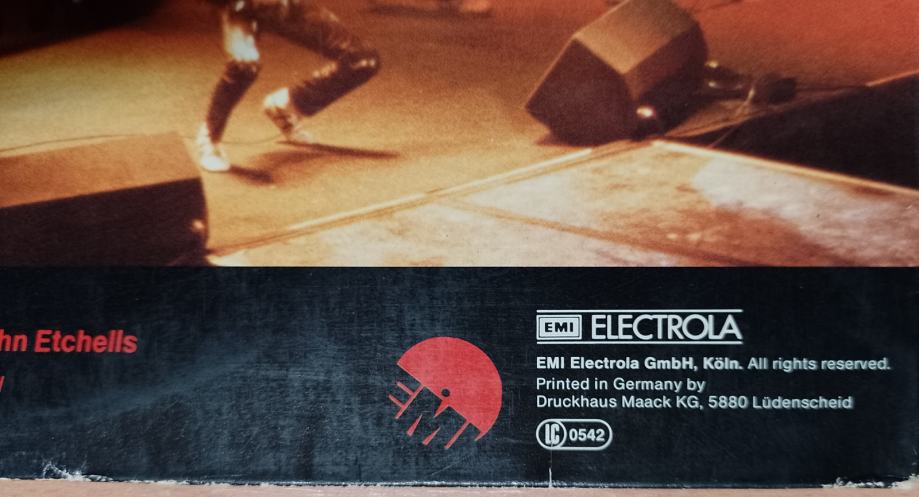 hn Etchells
EMI ELECTROLA
EMI
EMI Electrola GmbH, Köln. All rights reserved.
Printed in Germany by
Druckhaus Maack KG, 5880 Lüdenscheid
LC 0542